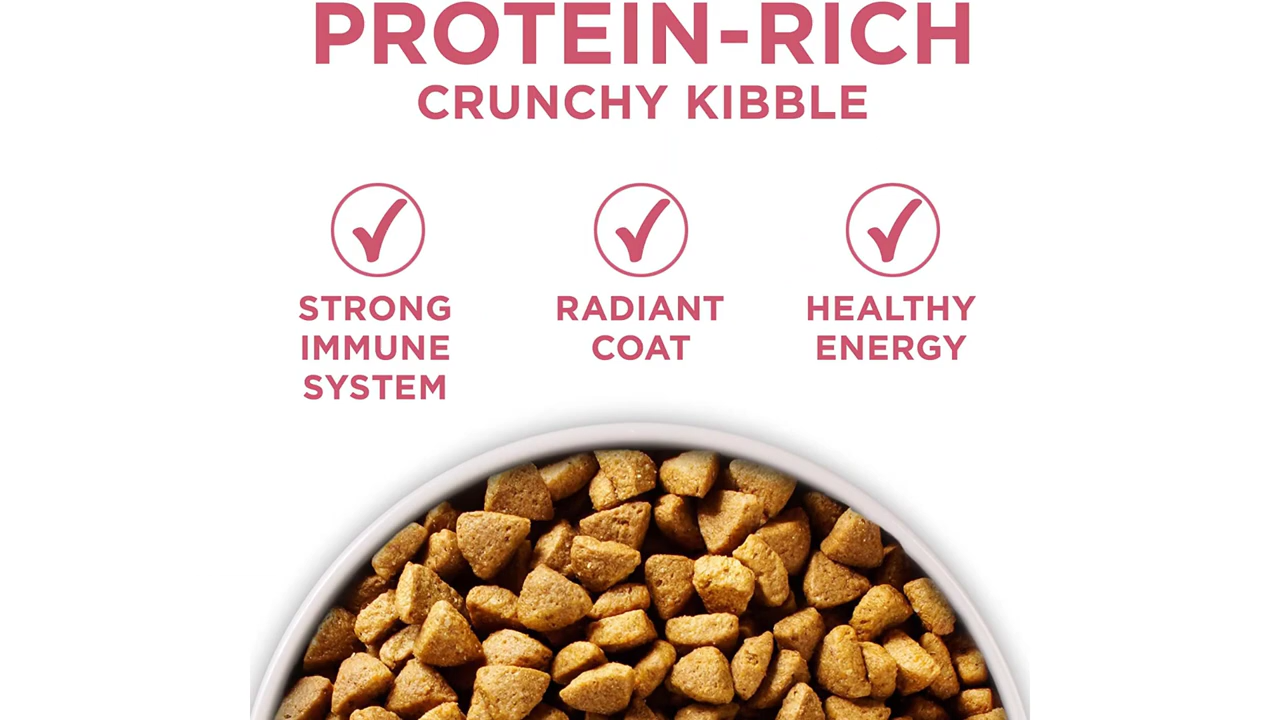 PROTEIN-RICH
CRUNCHY KIBBLE
STRONG
IMMUNE
SYSTEM
RADIANT
COAT
HEALTHY
ENERGY